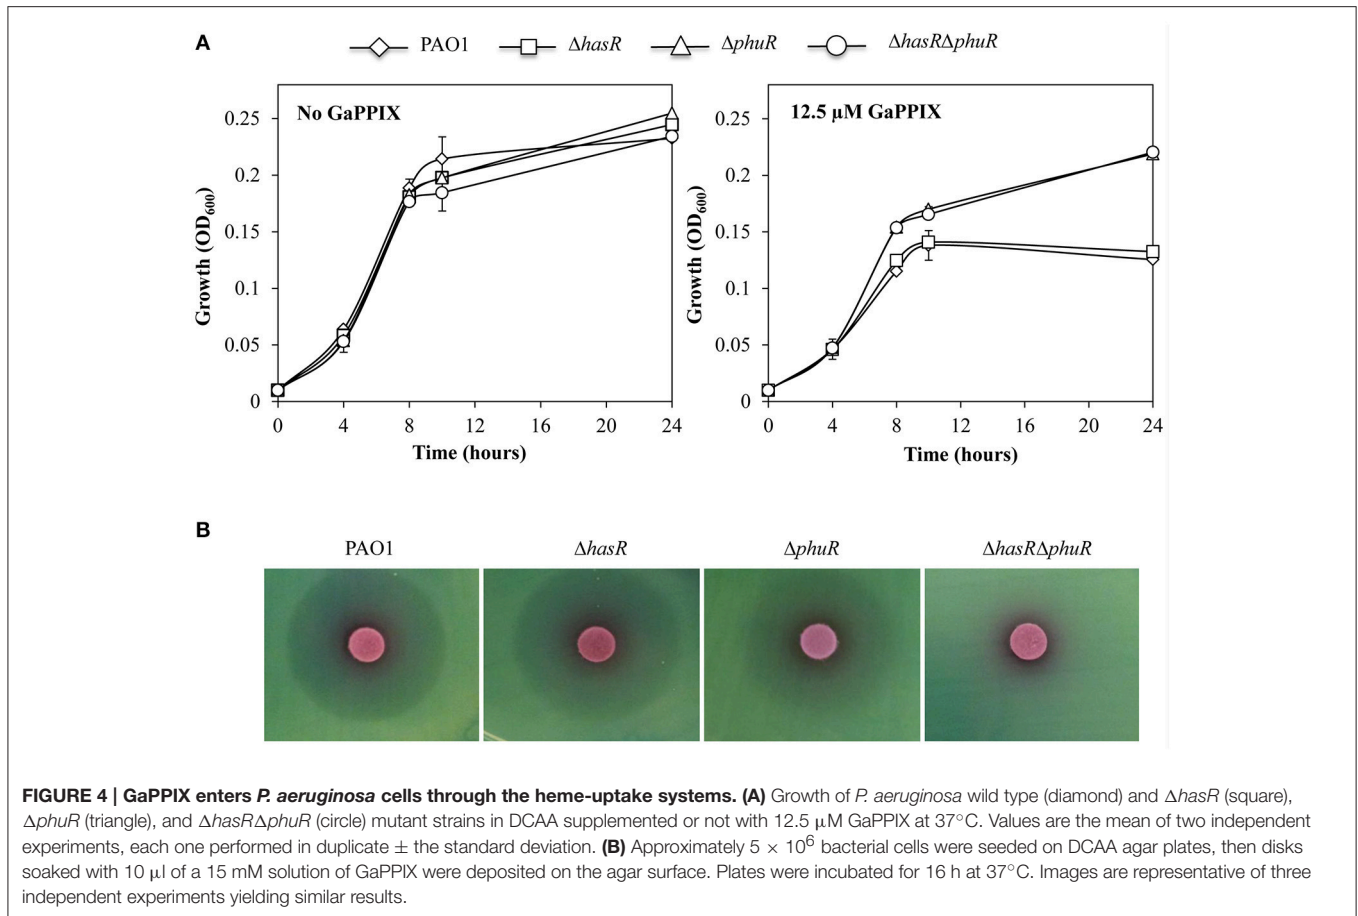 A
PAO1 ΔhasR ΔphuR ΔhasRΔphuR
No GaPPIX
12.5 µM GaPPIX
Growth (OD600)
0.25
0.2
0.15
0.1
0.05
0
0 4 8 12 16 20 24
Time (hours)
Growth (OD600)
0.25
0.2
0.15
0.1
0.05
0
0 4 8 12 16 20 24
Time (hours)
B
PAO1 ΔhasR ΔphuR ΔhasRΔphuR
FIGURE 4 | GaPPIX enters P. aeruginosa cells through the heme-uptake systems. (A) Growth of P. aeruginosa wild type (diamond) and ΔhasR (square),
ΔphuR (triangle), and ΔhasRΔphuR (circle) mutant strains in DCAA supplemented or not with 12.5 µM GaPPIX at 37°C. Values are the mean of two independent
experiments, each one performed in duplicate ± the standard deviation. (B) Approximately 5 × 10⁶ bacterial cells were seeded on DCAA agar plates, then disks
soaked with 10 µl of a 15 mM solution of GaPPIX were deposited on the agar surface. Plates were incubated for 16 h at 37°C. Images are representative of three
independent experiments yielding similar results.